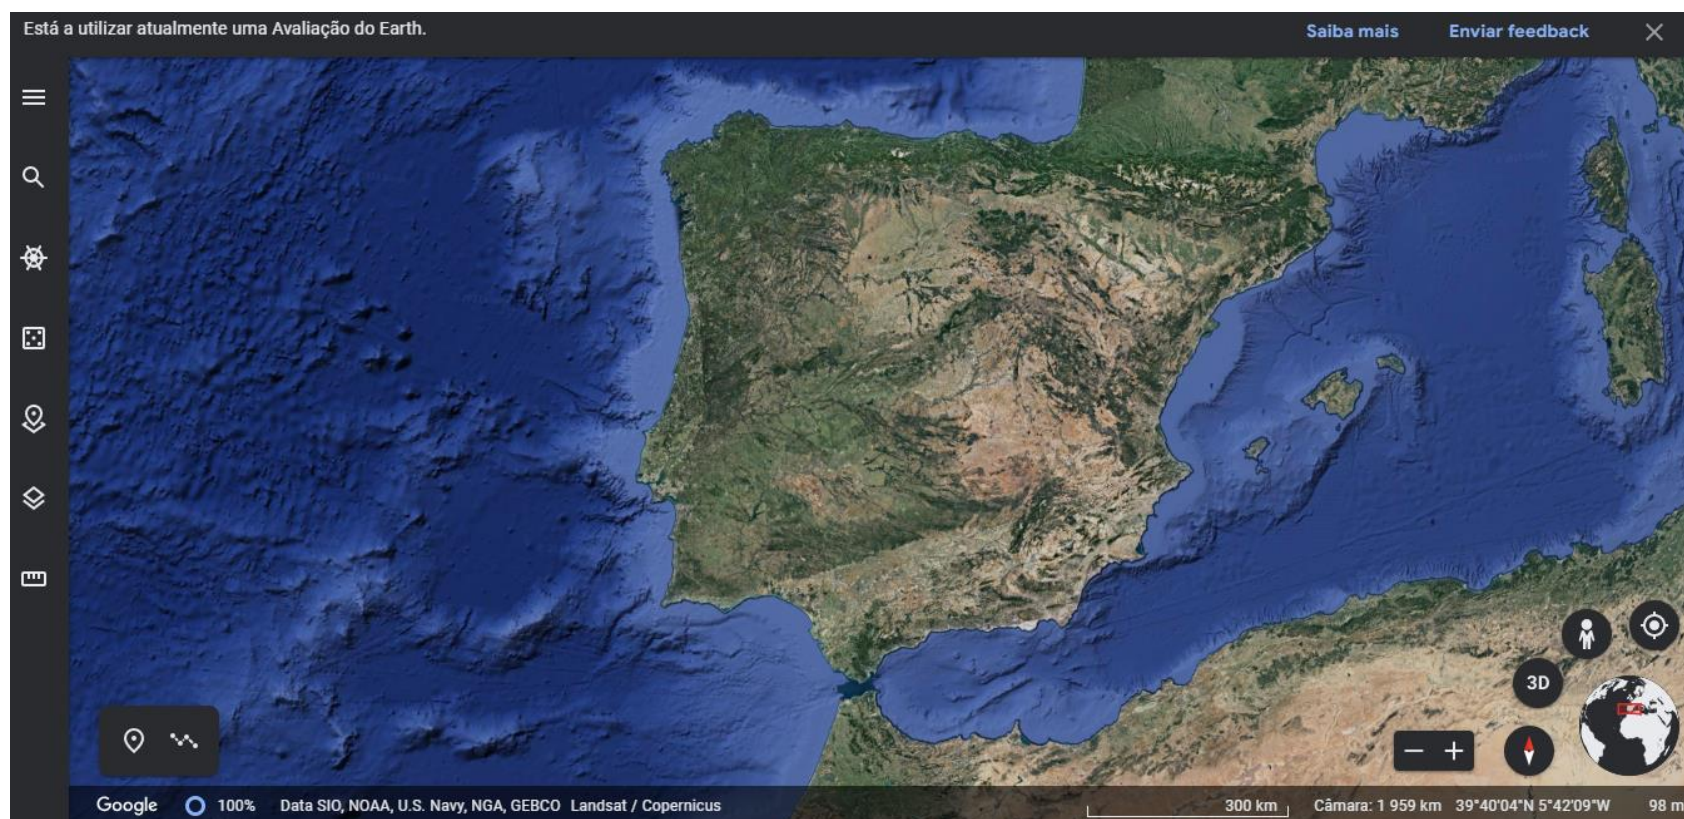 Está a utilizar atualmente uma Avaliação do Earth.
Saiba mais
Enviar feedback
3D
Google
100%
Data SIO, NOAA, U.S. Navy, NGA, GEBCO Landsat / Copernicus
300 km
Câmara: 1 959 km 39°40'04"N 5°42'09"W
98 m